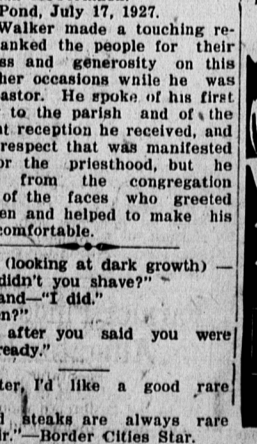 Pond, July 17, 1927.
Walker made a touching re-
anked the people for their
ss and generosity on this
her occasions while he was
astor. He spoke of his first
to the parish and of the
t reception he received, and
respect that was manifested
or the priesthood, but he
from the congregation
of the faces who greeted
en and helped to make his
comfortable.
(looking at dark growth) —
didn't you shave?"
and—"I did."
en?"
after you said you were
ready."
ter, I'd like a good rare
d steaks are always rare
ir."—Border Cities Star.